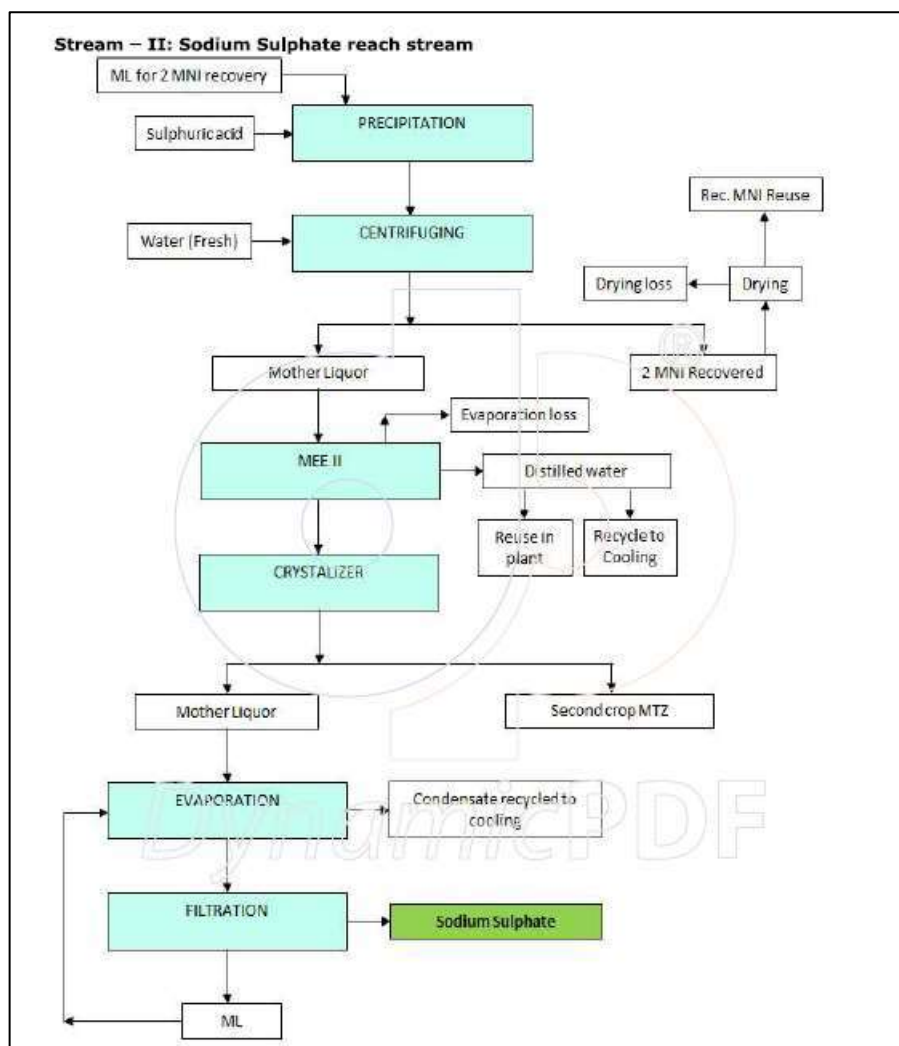 Stream – II: Sodium Sulphate reach stream
ML for 2 MNI recovery
PRECIPITATION
Sulphuric acid
Rec. MNI Reuse
CENTRIFUGING
Water (Fresh)
Drying loss
Drying
®
Mother Liquor
2 MNI Recovered
Evaporation loss
MEE II
Distilled water
Reuse in
plant
Recycle to
Cooling
CRYSTALIZER
Mother Liquor
Second crop MTZ
EVAPORATION
Condensate recycled to
cooling
DynamicPDF
FILTRATION
Sodium Sulphate
ML